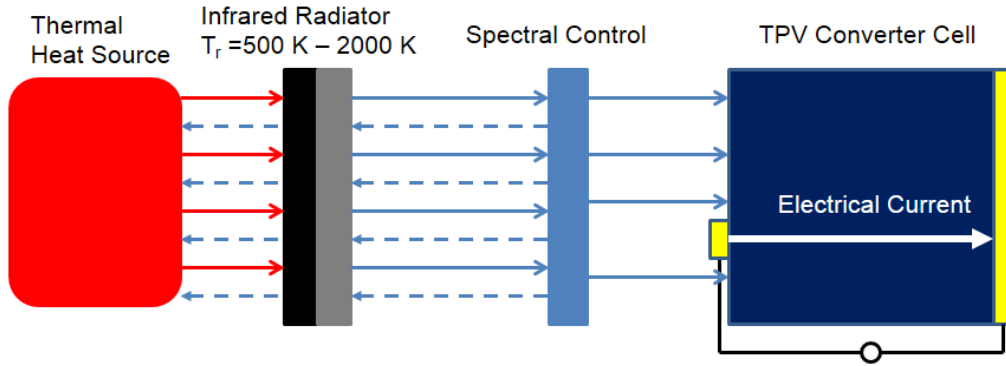 Thermal
Heat Source
Infrared Radiator
Tr =500 K – 2000 K
Spectral Control
TPV Converter Cell
Electrical Current